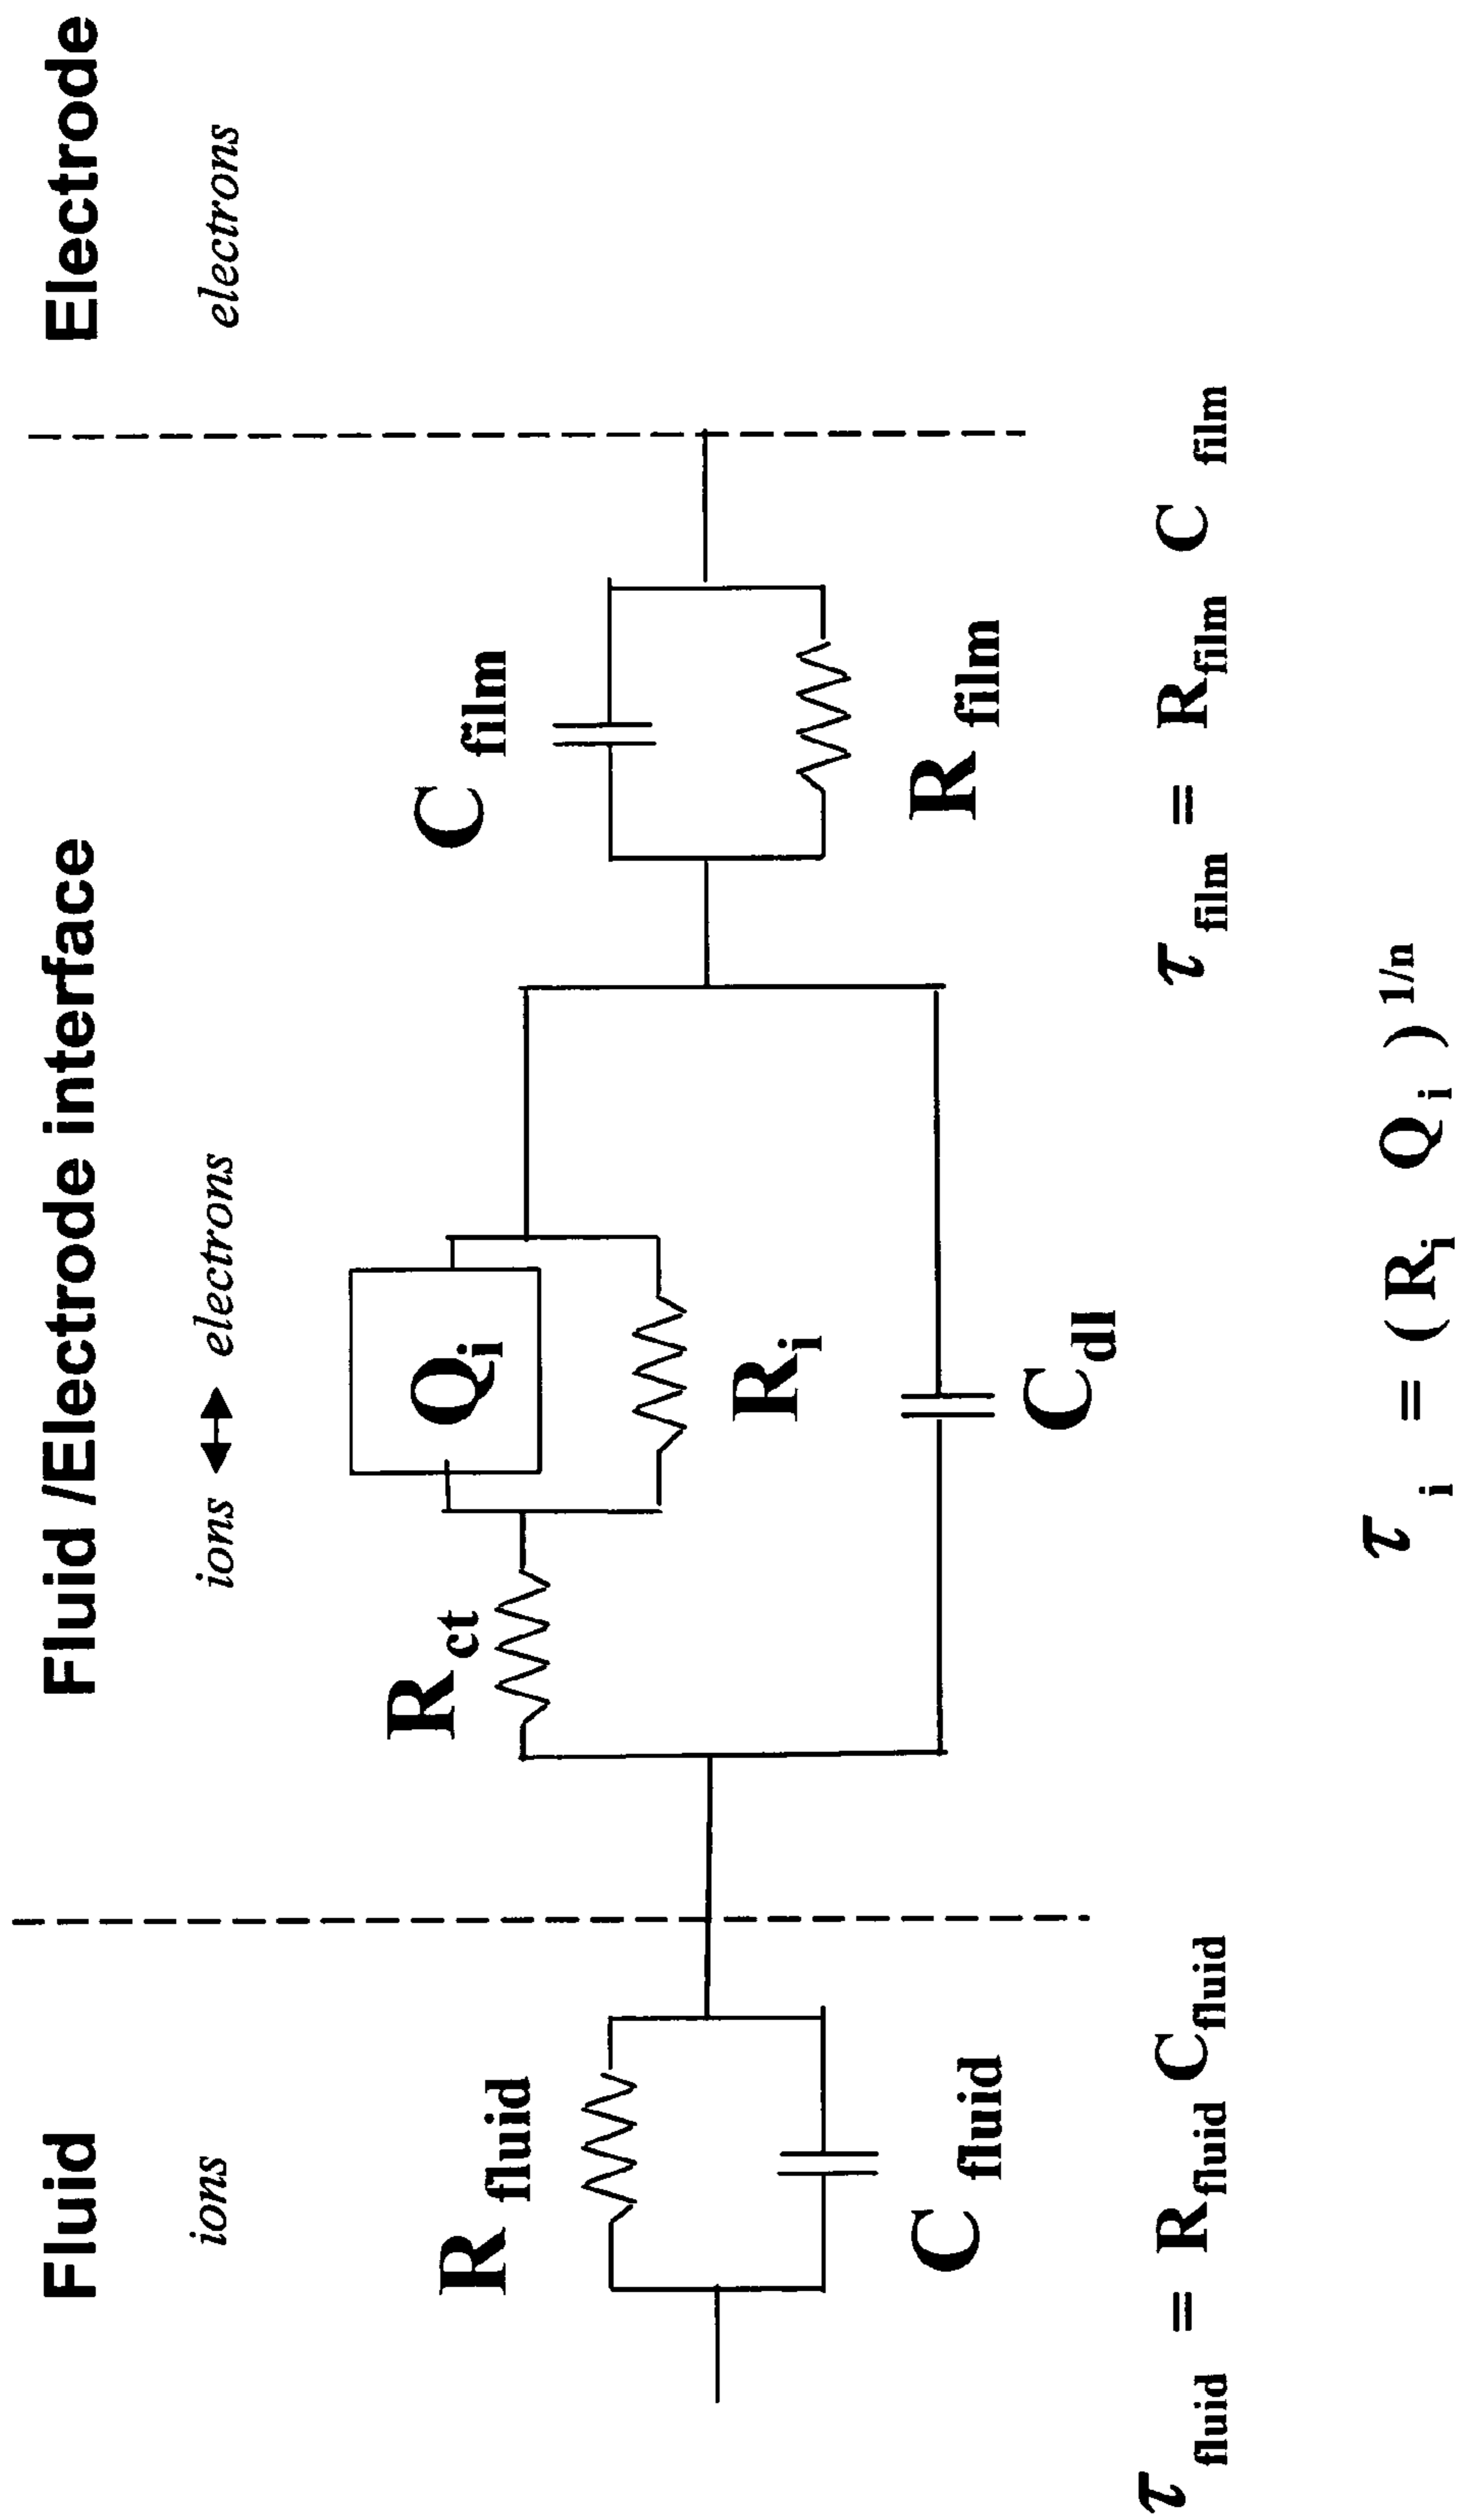 Fluid
Fluid /Electrode interface
Electrode
ions
ions ↔ electrons
electrons
R fluid
C fluid
R ct
Q i
R i
C dl
C film
R film
τ fluid = R fluid C fluid
τ film = R film C film
τ i = ( R i Q i ) 1/n